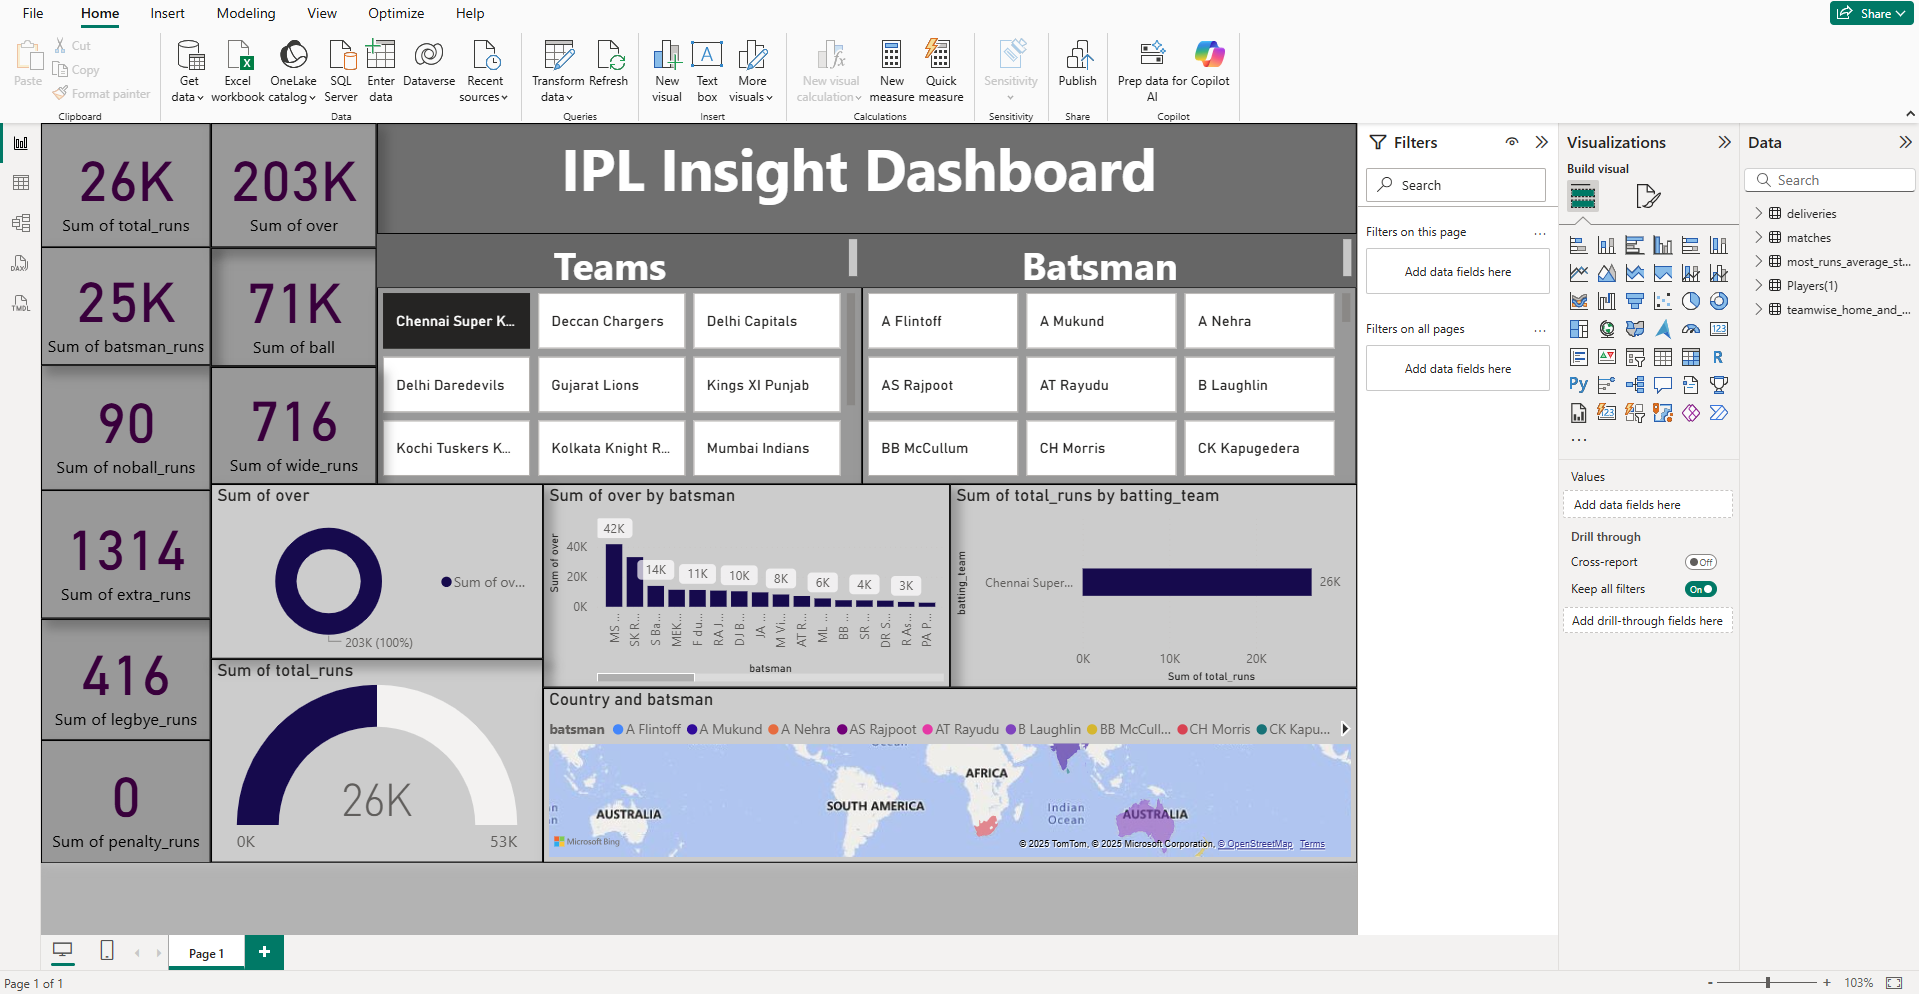 File
Home
Insert
Modeling
View
Optimize
Help
Share
Paste
Cut
Copy
Format painter
Clipboard
Get data
Excel workbook
OneLake catalog
SQL Server
Enter data
Dataverse
Recent sources
Data
Transform data
Refresh
Queries
New visual
Text box
More visuals
Insert
New visual calculation
New measure
Quick measure
Calculations
Sensitivity
Sensitivity
Publish
Share
Prep data for AI
Copilot
Copilot
DAX
TMDL
26K
Sum of total_runs
203K
Sum of over
25K
Sum of batsman_runs
71K
Sum of ball
90
Sum of noball_runs
716
Sum of wide_runs
1314
Sum of extra_runs
416
Sum of legbye_runs
0
Sum of penalty_runs
IPL Insight Dashboard
Teams
Chennai Super K...
Deccan Chargers
Delhi Capitals
Delhi Daredevils
Gujarat Lions
Kings XI Punjab
Kochi Tuskers K...
Kolkata Knight R...
Mumbai Indians
Batsman
A Flintoff
A Mukund
A Nehra
AS Rajpoot
AT Rayudu
B Laughlin
BB McCullum
CH Morris
CK Kapugedera
Sum of over
Sum of ov...
203K (100%)
Sum of over by batsman
Sum of over
40K
20K
0K
42K
14K
11K
10K
8K
6K
4K
3K
MS ...
SK R...
S Ba...
MEK...
F du...
RA J...
DJ B...
JA ...
M Vi...
AT R...
ML ...
BB ...
SR ...
DR S...
R As...
PA P...
batsman
Sum of total_runs by batting_team
batting_team
Chennai Super...
26K
0K
10K
20K
Sum of total_runs
Sum of total_runs
26K
0K
53K
Country and batsman
batsman
A Flintoff
A Mukund
A Nehra
AS Rajpoot
AT Rayudu
B Laughlin
BB McCull...
CH Morris
CK Kapu...
AFRICA
SOUTH AMERICA
AUSTRALIA
Indian Ocean
AUSTRALIA
Microsoft Bing
© 2025 TomTom, © 2025 Microsoft Corporation, © OpenStreetMap Terms
Filters
Search
Filters on this page
...
Add data fields here
Filters on all pages
...
Add data fields here
Visualizations
Build visual
123
R
Py
123
...
Values
Add data fields here
Drill through
Cross-report
Off
Keep all filters
On
Add drill-through fields here
Data
Search
deliveries
matches
most_runs_average_st...
Players(1)
teamwise_home_and_...
Page 1
+
Page 1 of 1
-
+
103%